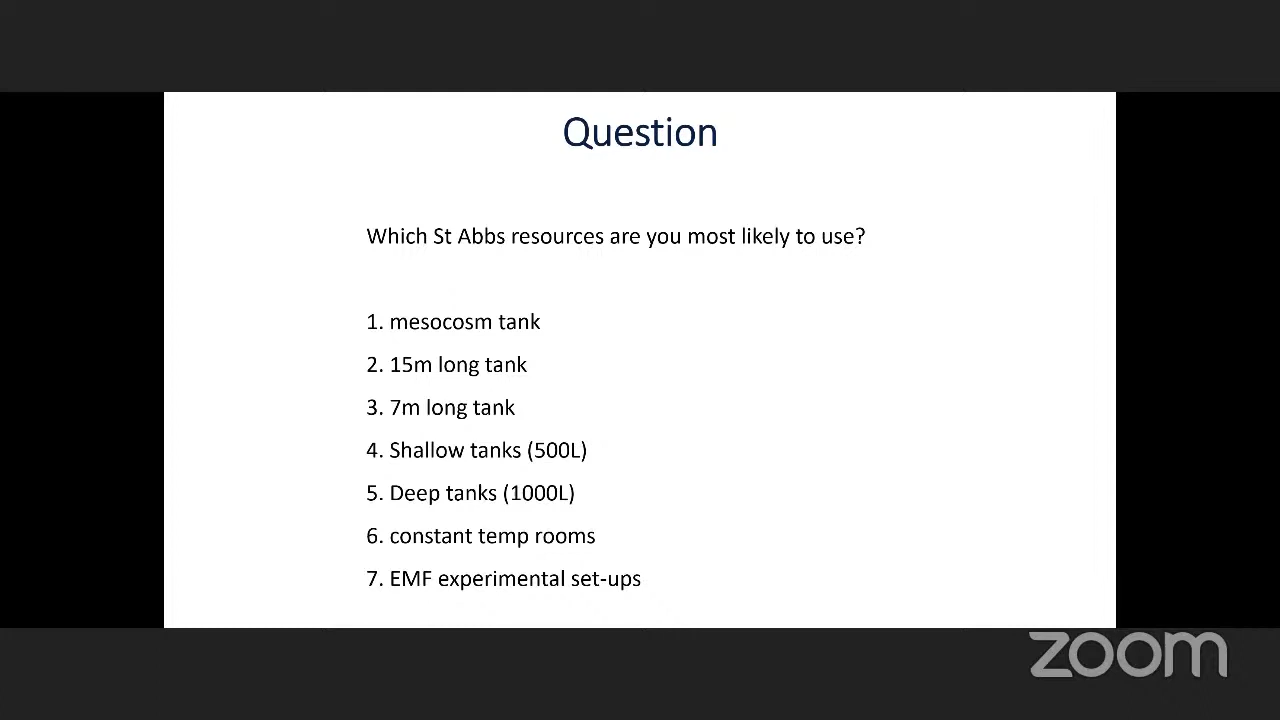 Question
Which St Abbs resources are you most likely to use?
1. mesocosm tank
2. 15m long tank
3. 7m long tank
4. Shallow tanks (500L)
5. Deep tanks (1000L)
6. constant temp rooms
7. EMF experimental set-ups
zoom